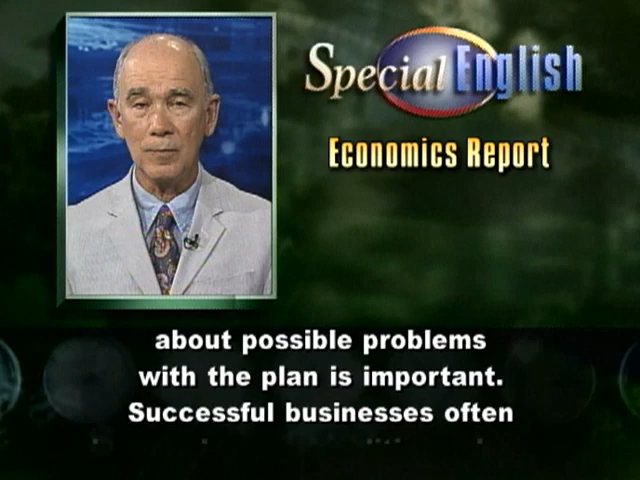 Special English
Economics Report
about possible problems
with the plan is important.
Successful businesses often